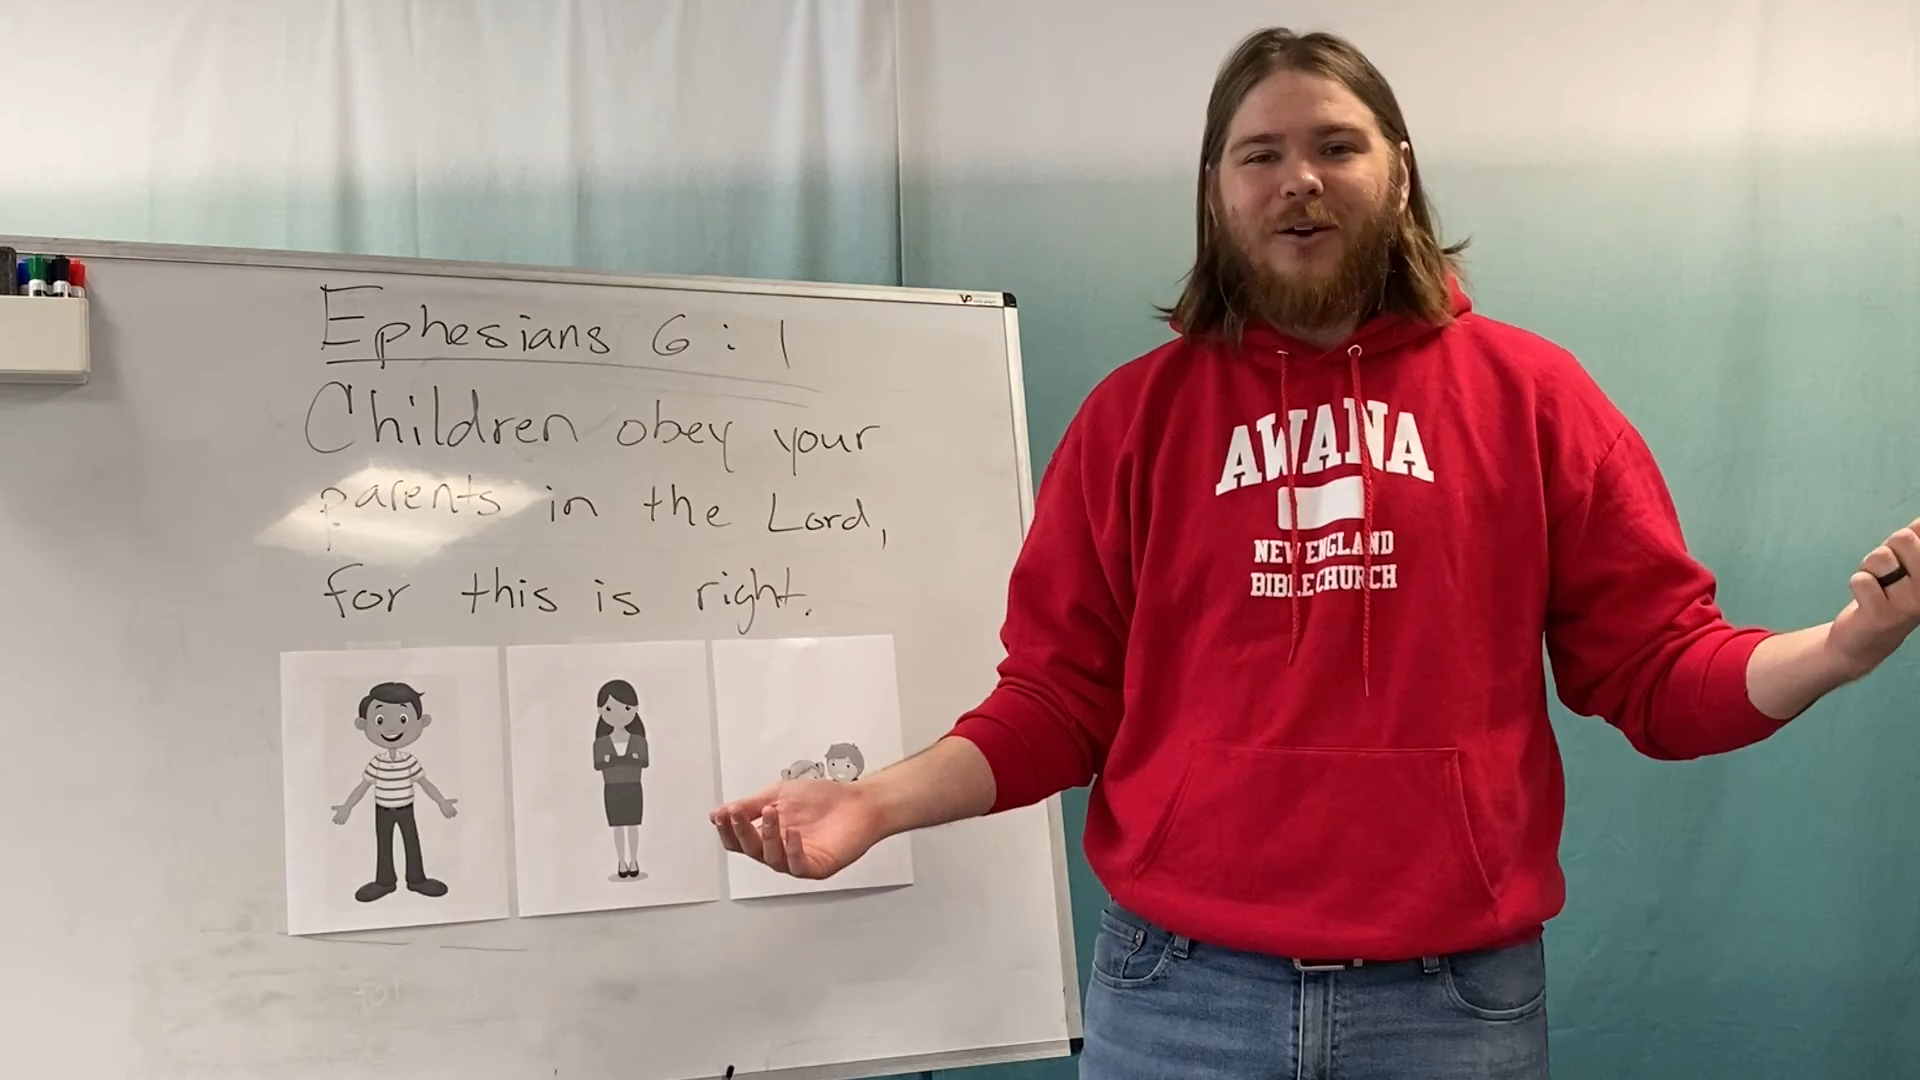 Ephesians 6:1
Children obey your
parents in the Lord,
for this is right.
AWANA
NEW ENGLAND
BIBLE CHURCH